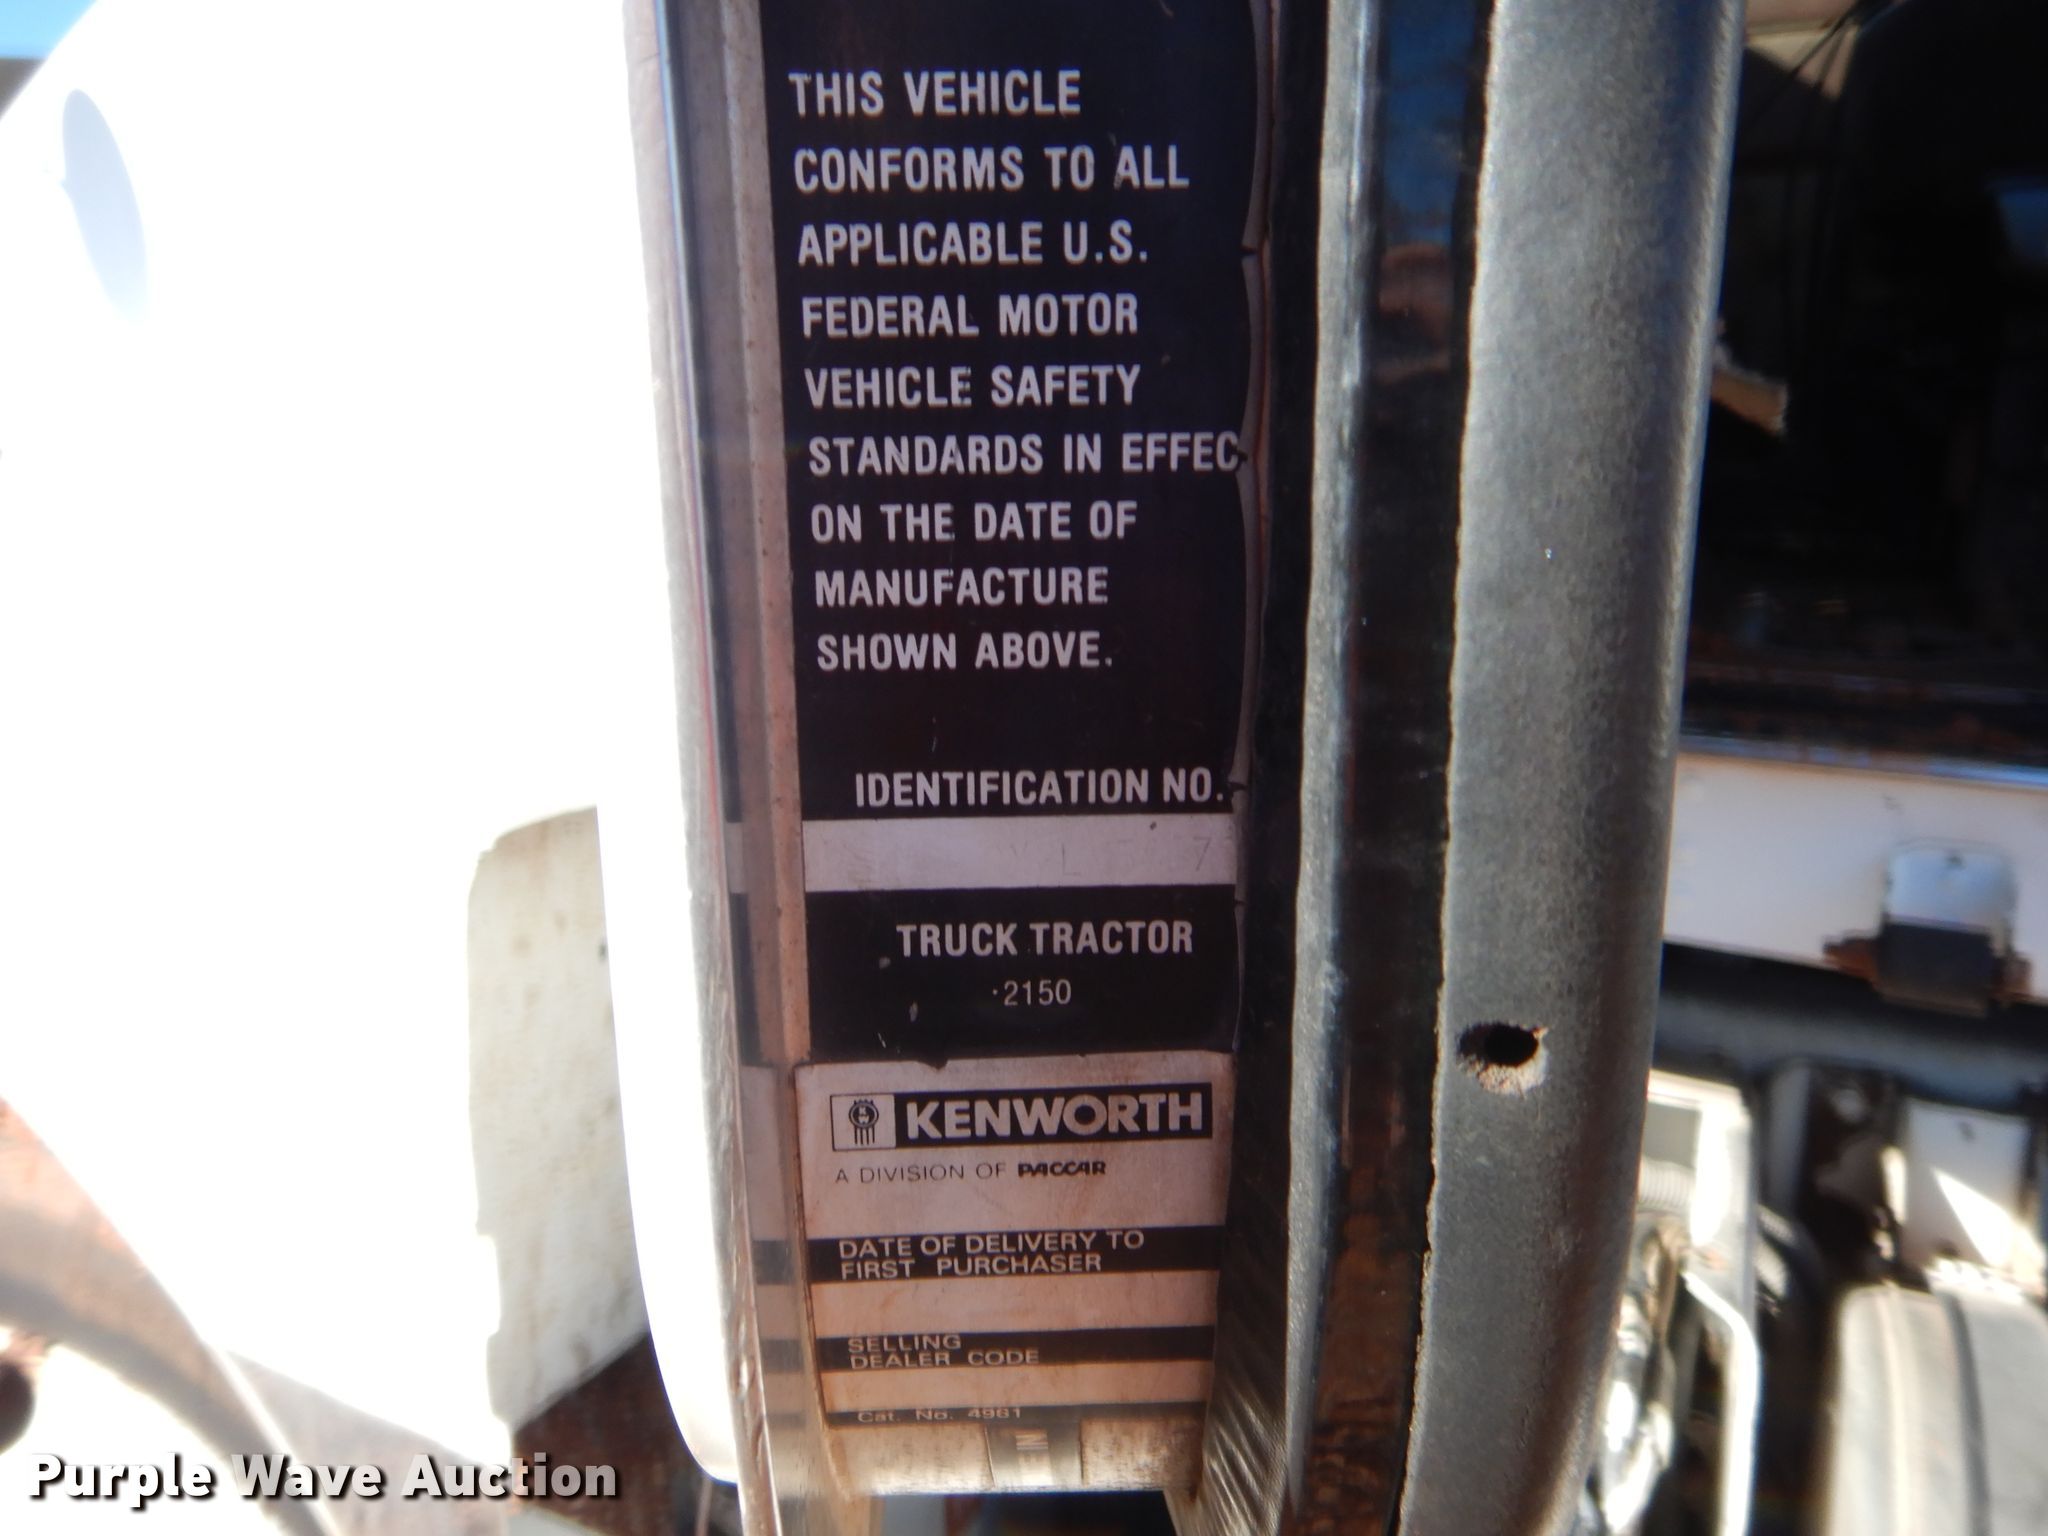 THIS VEHICLE
CONFORMS TO ALL
APPLICABLE U.S.
FEDERAL MOTOR
VEHICLE SAFETY
STANDARDS IN EFFEC
ON THE DATE OF
MANUFACTURE
SHOWN ABOVE.
IDENTIFICATION NO.
TRUCK TRACTOR
2150
KENWORTH
A DIVISION OF PACCAR
DATE OF DELIVERY TO
FIRST PURCHASER
SELLING
DEALER CODE
Cat. No. 4981
Purple Wave Auction